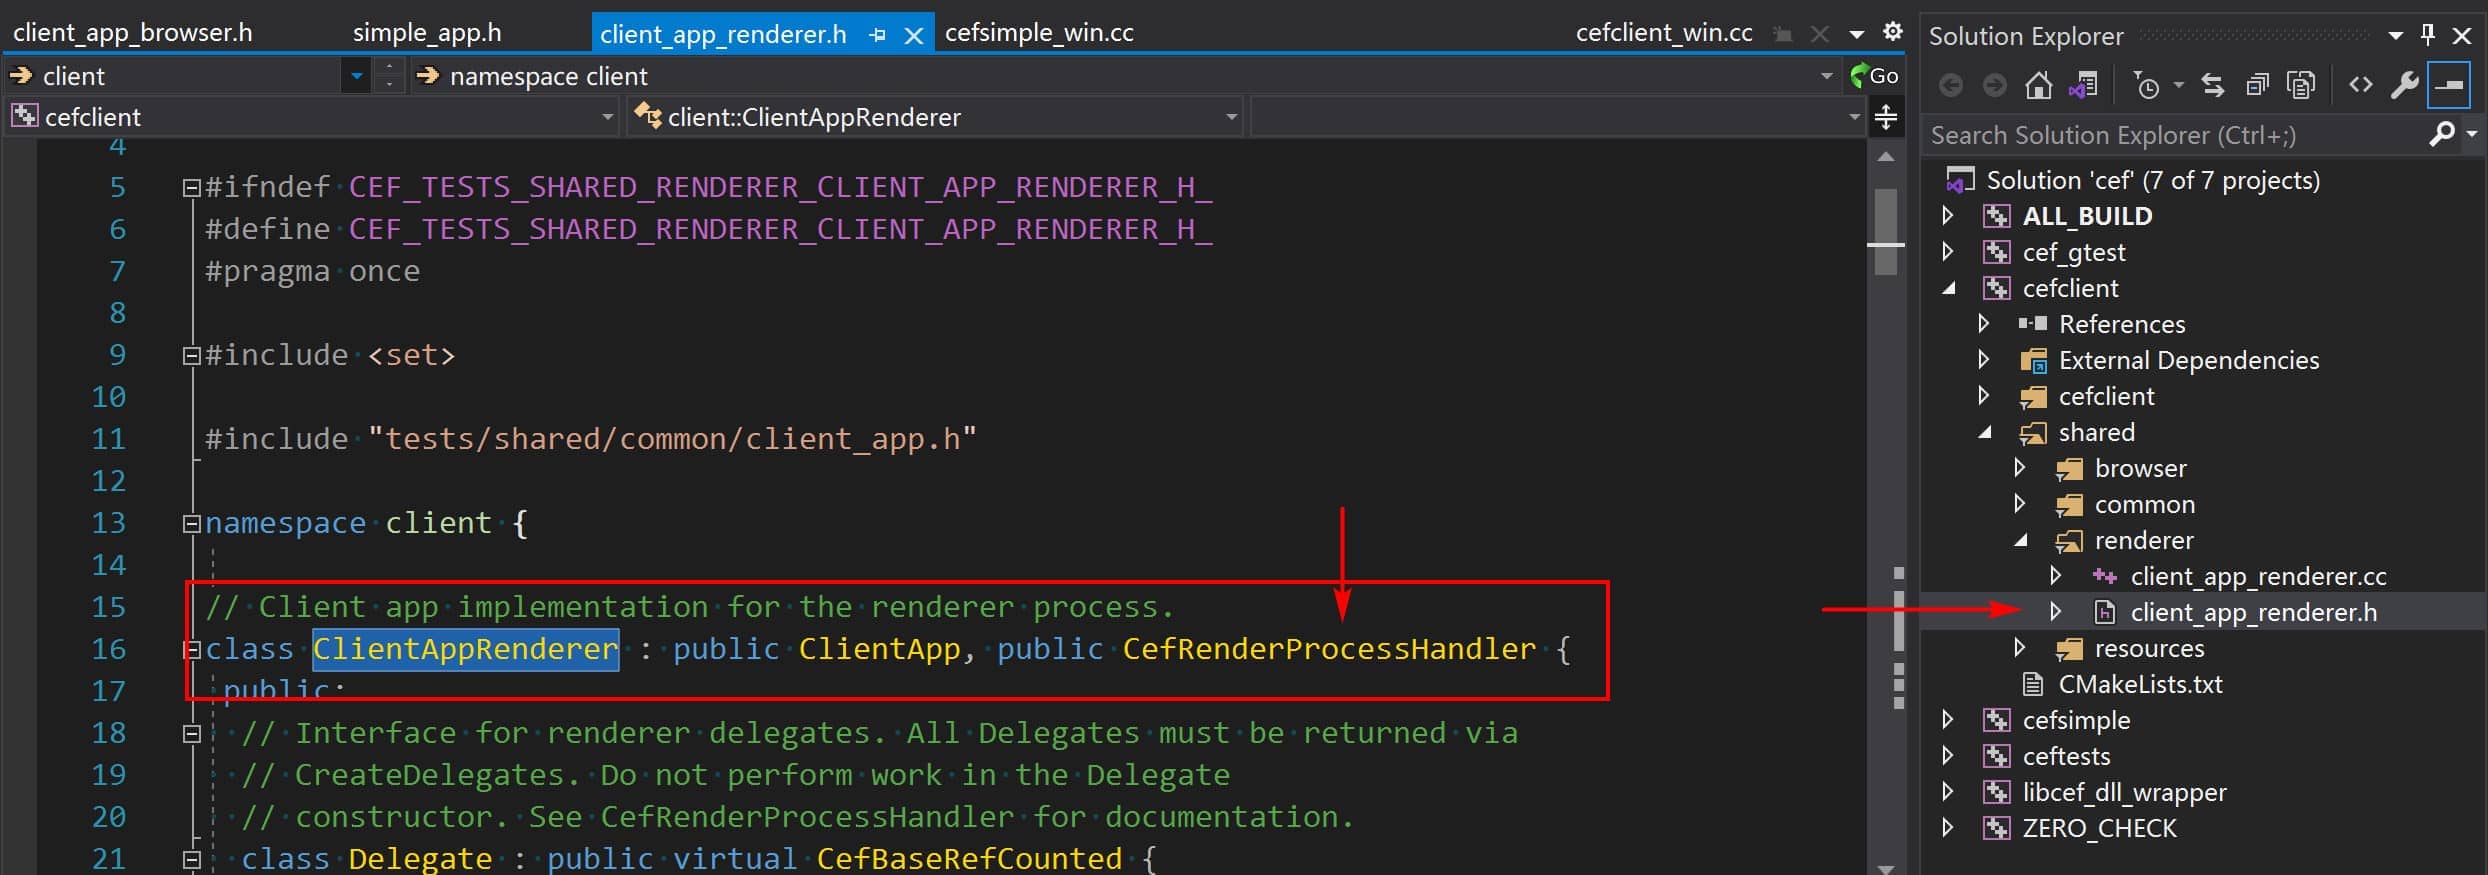 client_app_browser.h simple_app.h client_app_renderer.h cefsimple_win.cc cefclient_win.cc
client namespace client Go
cefclient client::ClientAppRenderer
4
5 #ifndef CEF_TESTS_SHARED_RENDERER_CLIENT_APP_RENDERER_H_
6 #define CEF_TESTS_SHARED_RENDERER_CLIENT_APP_RENDERER_H_
7 #pragma once
8
9 #include <set>
10
11 #include "tests/shared/common/client_app.h"
12
13 namespace client {
14
15 // Client app implementation for the renderer process.
16 class ClientAppRenderer : public ClientApp, public CefRenderProcessHandler {
17 public:
18 // Interface for renderer delegates. All Delegates must be returned via
19 // CreateDelegates. Do not perform work in the Delegate
20 // constructor. See CefRenderProcessHandler for documentation.
21 class Delegate : public virtual CefBaseRefCounted {
Solution Explorer
Search Solution Explorer (Ctrl+;)
Solution 'cef' (7 of 7 projects)
ALL_BUILD
cef_gtest
cefclient
References
External Dependencies
cefclient
shared
browser
common
renderer
client_app_renderer.cc
client_app_renderer.h
resources
CMakeLists.txt
cefsimple
ceftests
libcef_dll_wrapper
ZERO_CHECK